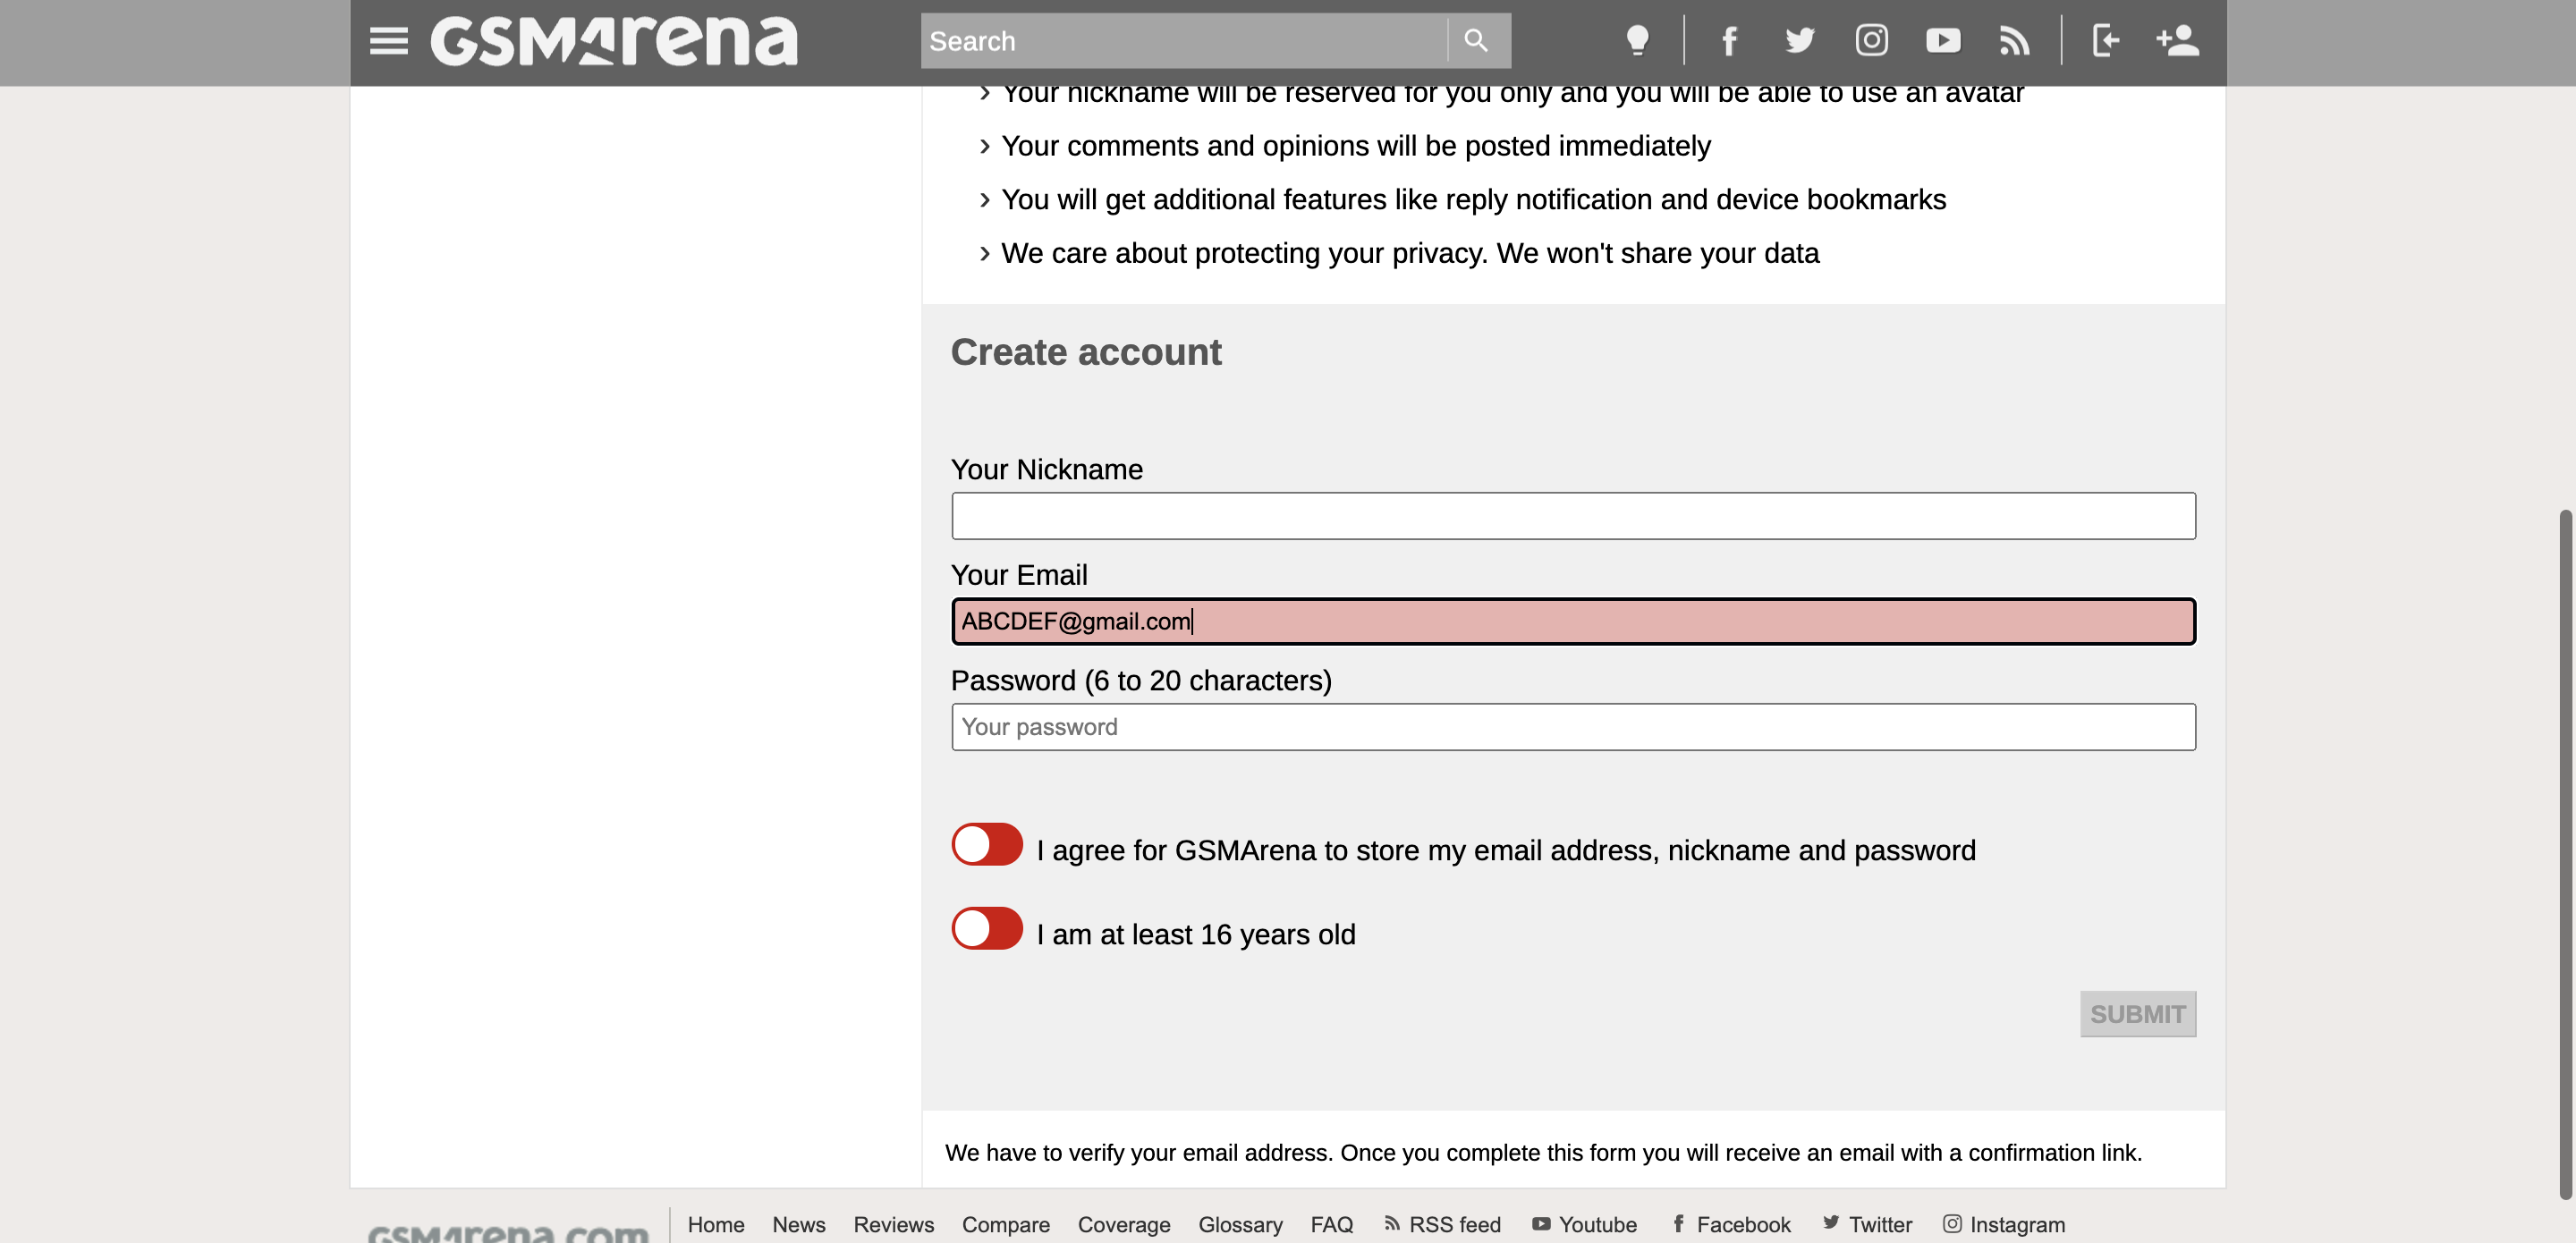 GSMArena
Search
Your nickname will be reserved for you only and you will be able to use an avatar
Your comments and opinions will be posted immediately
You will get additional features like reply notification and device bookmarks
We care about protecting your privacy. We won't share your data
Create account
Your Nickname
Your Email
ABCDEF@gmail.com
Password (6 to 20 characters)
Your password
I agree for GSMArena to store my email address, nickname and password
I am at least 16 years old
SUBMIT
We have to verify your email address. Once you complete this form you will receive an email with a confirmation link.
GSMArena.com Home News Reviews Compare Coverage Glossary FAQ RSS feed Youtube Facebook Twitter Instagram